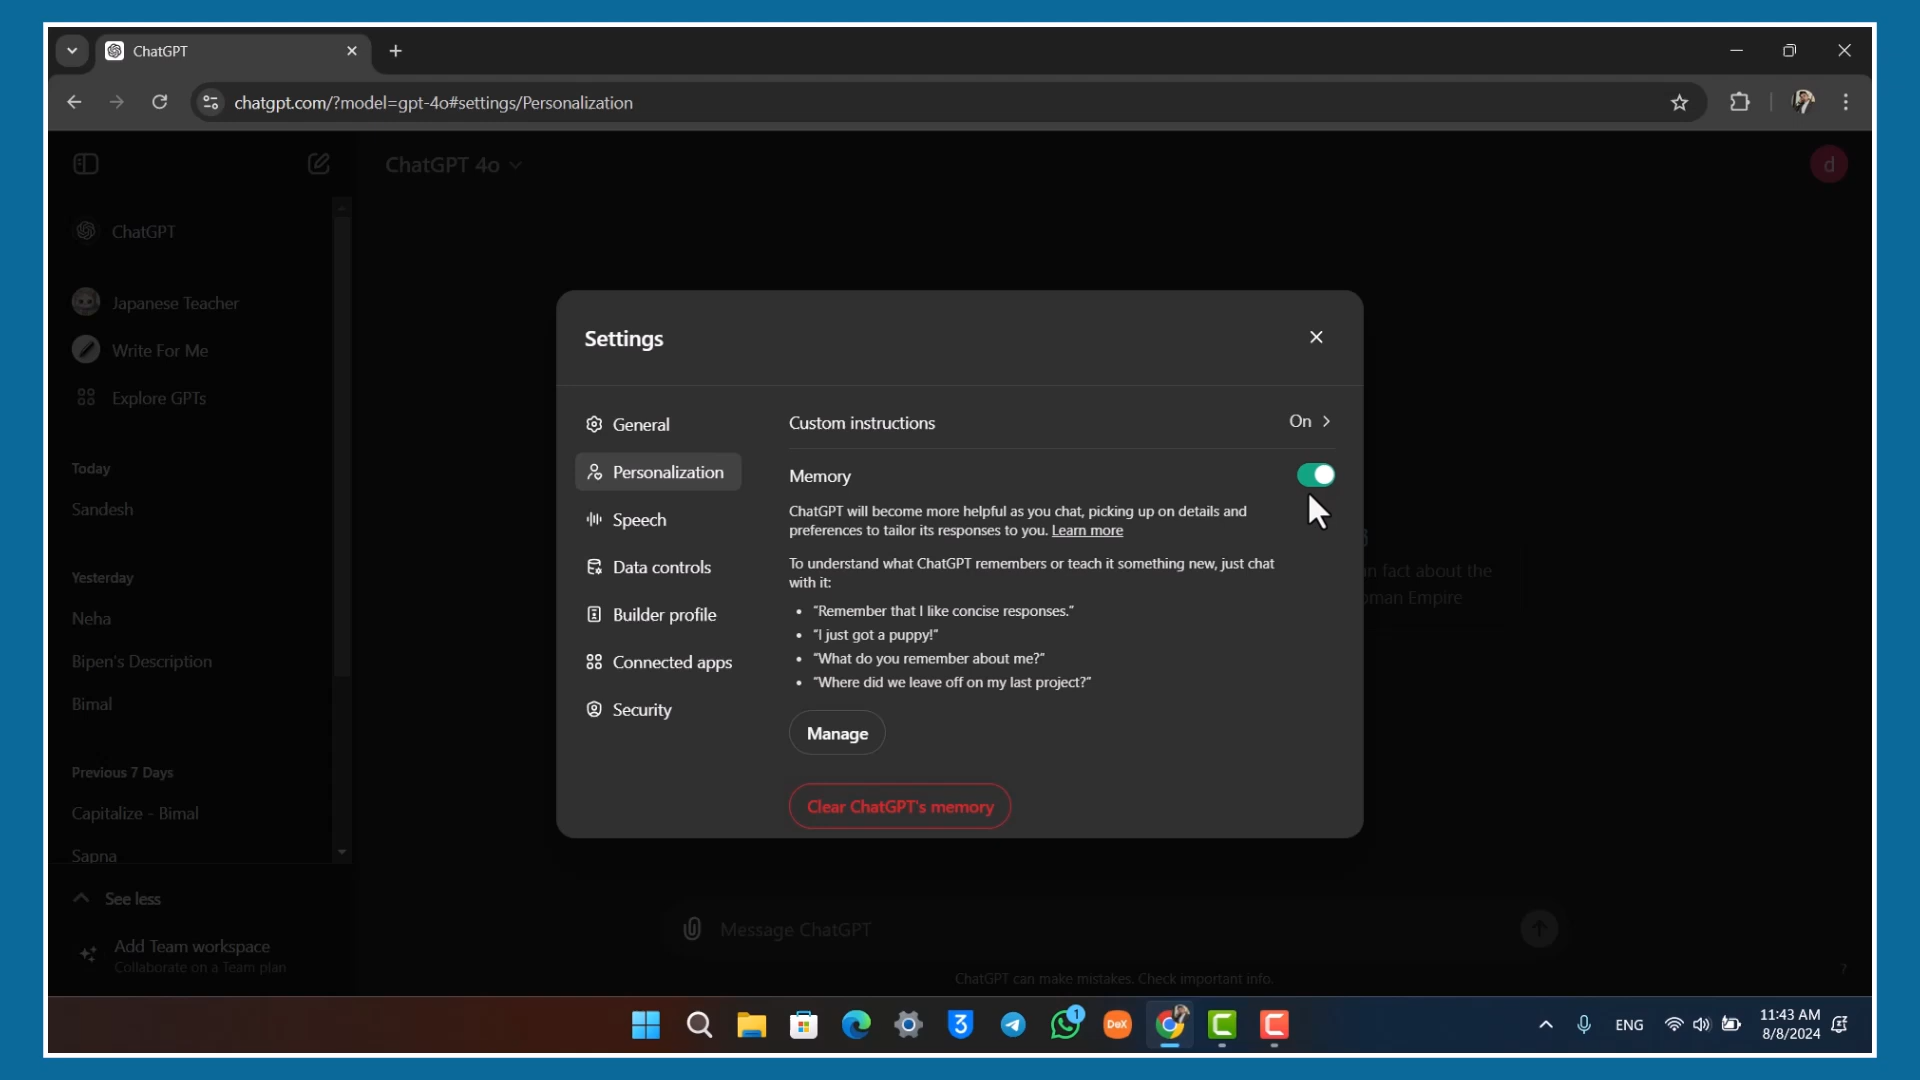 ChatGPT
chatgpt.com/?model=gpt-4o#settings/Personalization
ChatGPT 4o
d
ChatGPT
Japanese Teacher
Write For Me
Explore GPTs
Today
Sandesh
Yesterday
Neha
Bipen's Description
Bimal
Previous 7 Days
Capitalize - Bimal
Sapna
See less
Add Team workspace
Collaborate on a Team plan
Settings
General
Personalization
Speech
Data controls
Builder profile
Connected apps
Security
Custom instructions
On
Memory
ChatGPT will become more helpful as you chat, picking up on details and
preferences to tailor its responses to you. Learn more
To understand what ChatGPT remembers or teach it something new, just chat
with it:
• “Remember that I like concise responses.”
• “I just got a puppy!”
• “What do you remember about me?”
• “Where did we leave off on my last project?”
Manage
Clear ChatGPT's memory
fact about the
Empire
Message ChatGPT
ChatGPT can make mistakes. Check important info.
?
3
1
DeX
ENG
11:43 AM
8/8/2024